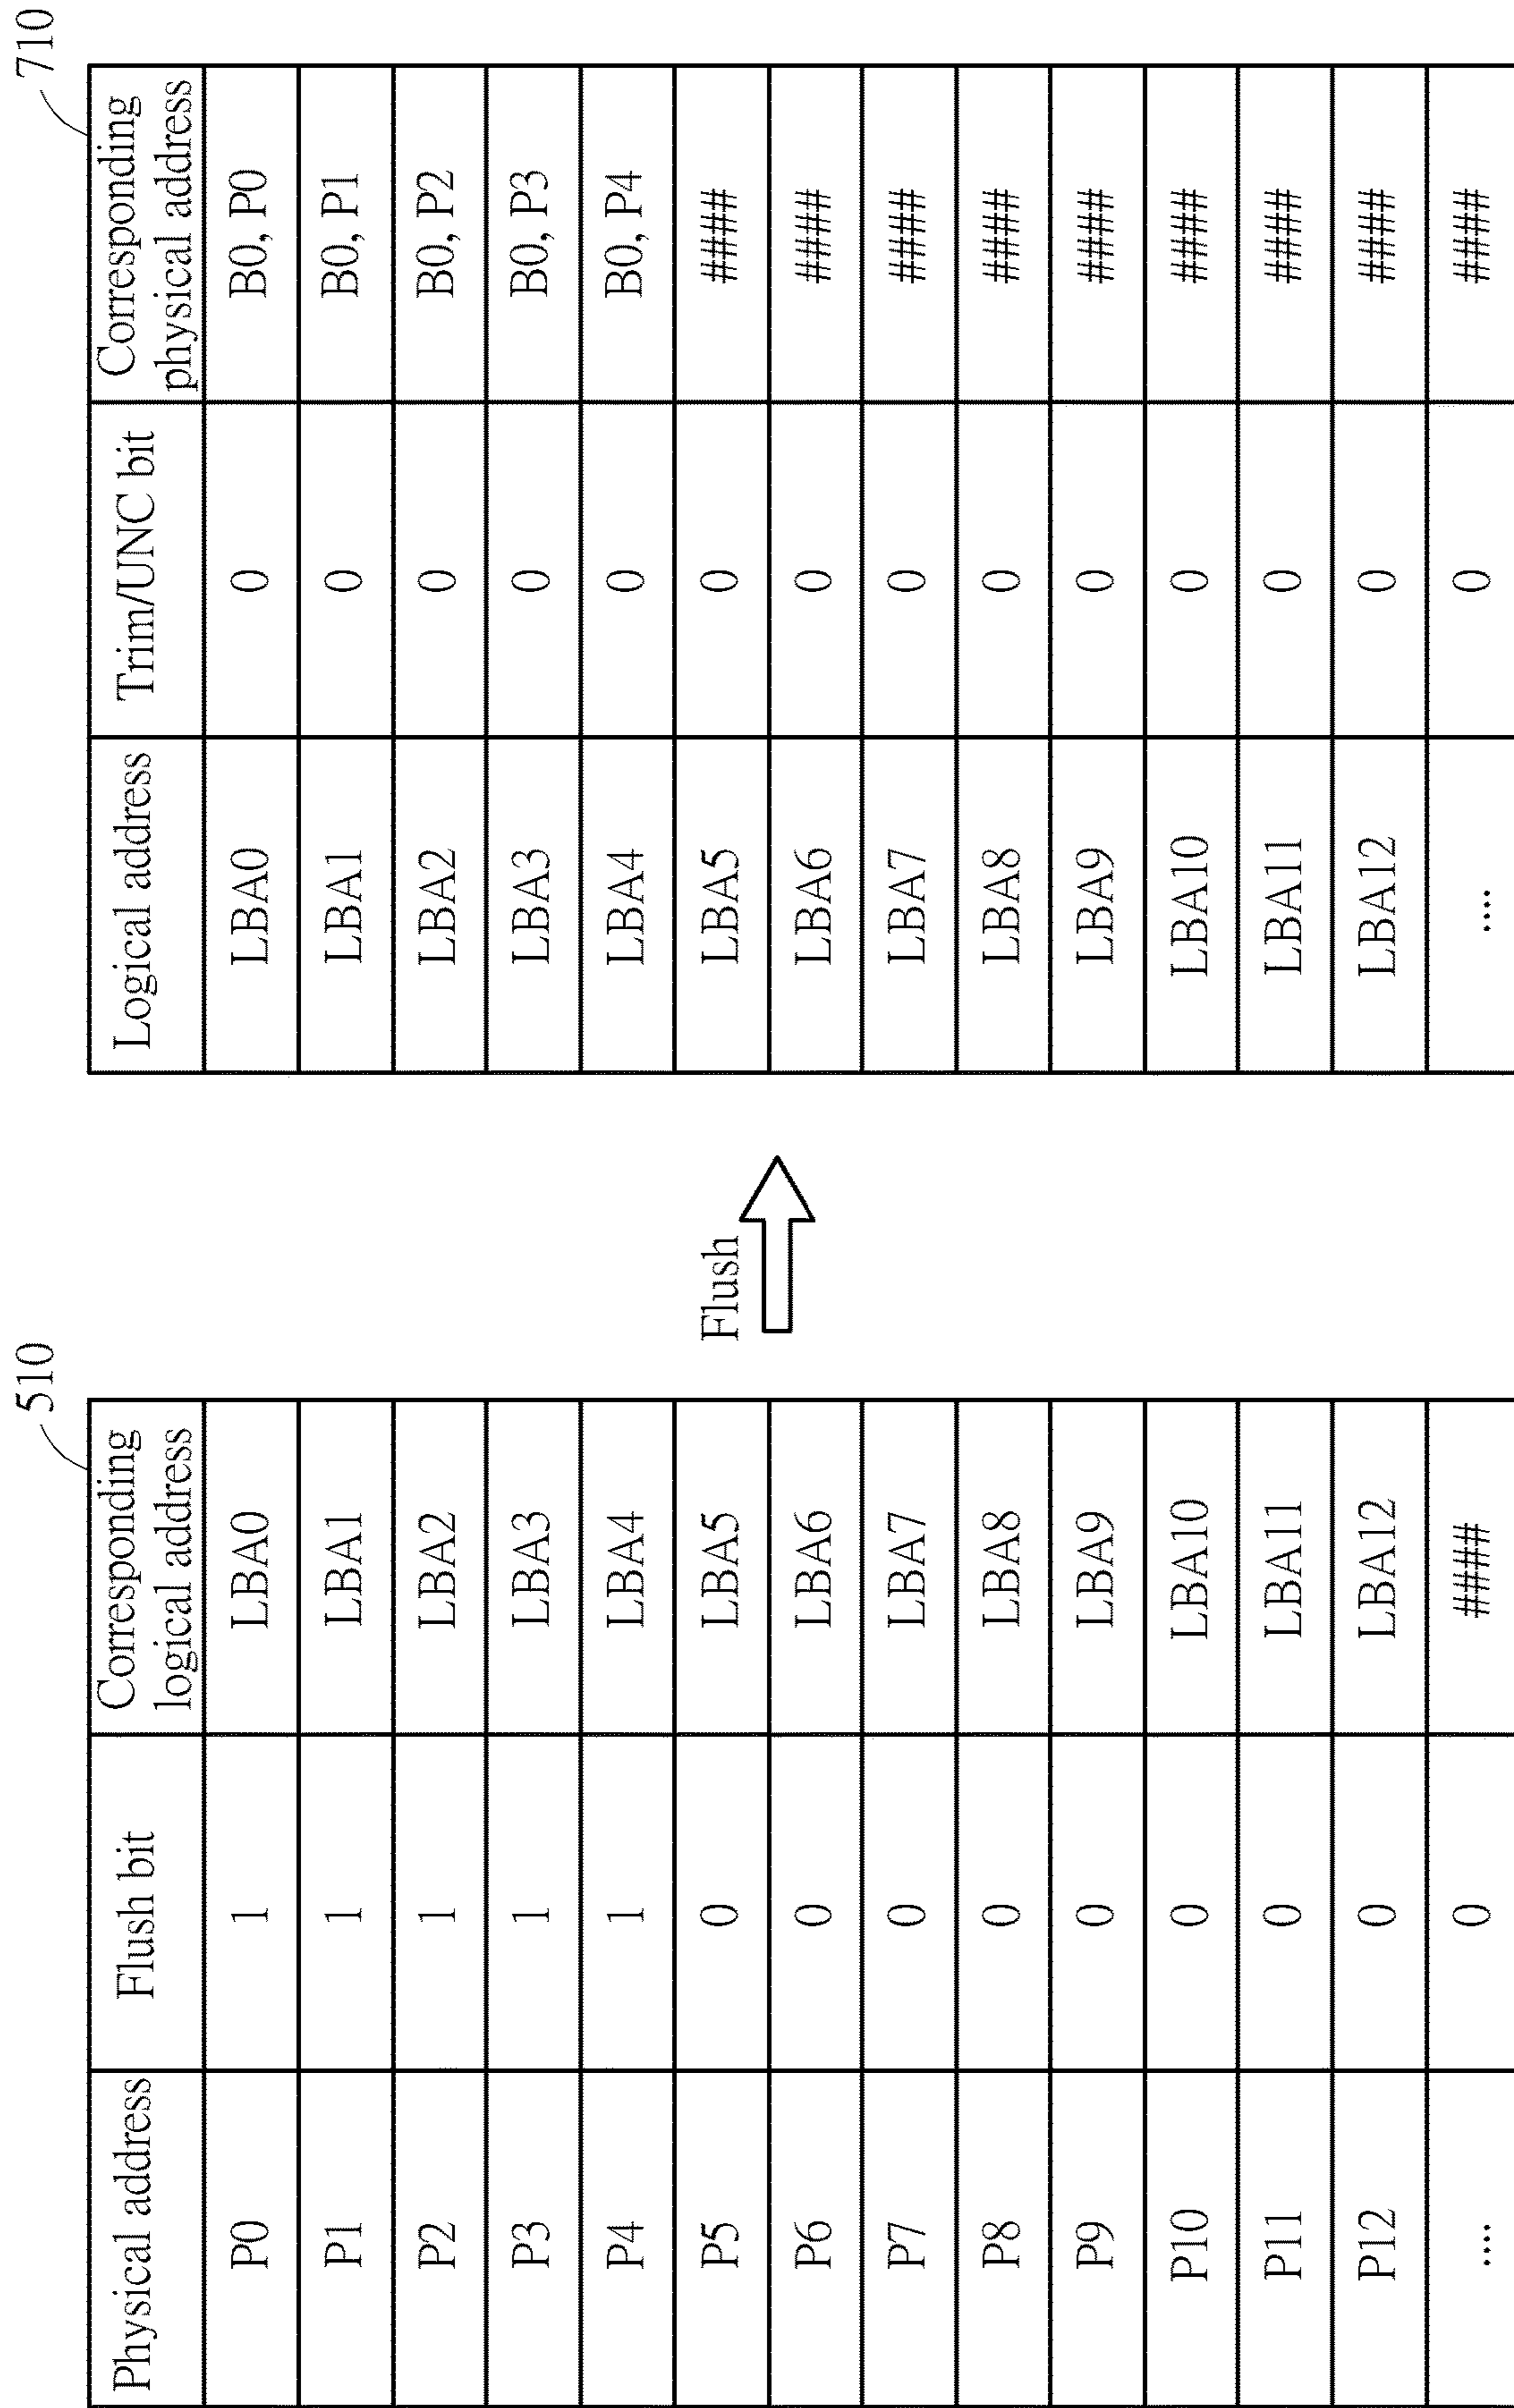 510
Physical address Flush bit Corresponding
logical address
P0 1 LBA0
P1 1 LBA1
P2 1 LBA2
P3 1 LBA3
P4 1 LBA4
P5 0 LBA5
P6 0 LBA6
P7 0 LBA7
P8 0 LBA8
P9 0 LBA9
P10 0 LBA10
P11 0 LBA11
P12 0 LBA12
.... 0 ####
Flush
710
Logical address Trim/UNC bit Corresponding
physical address
LBA0 0 B0, P0
LBA1 0 B0, P1
LBA2 0 B0, P2
LBA3 0 B0, P3
LBA4 0 B0, P4
LBA5 0 ####
LBA6 0 ####
LBA7 0 ####
LBA8 0 ####
LBA9 0 ####
LBA10 0 ####
LBA11 0 ####
LBA12 0 ####
.... 0 ####